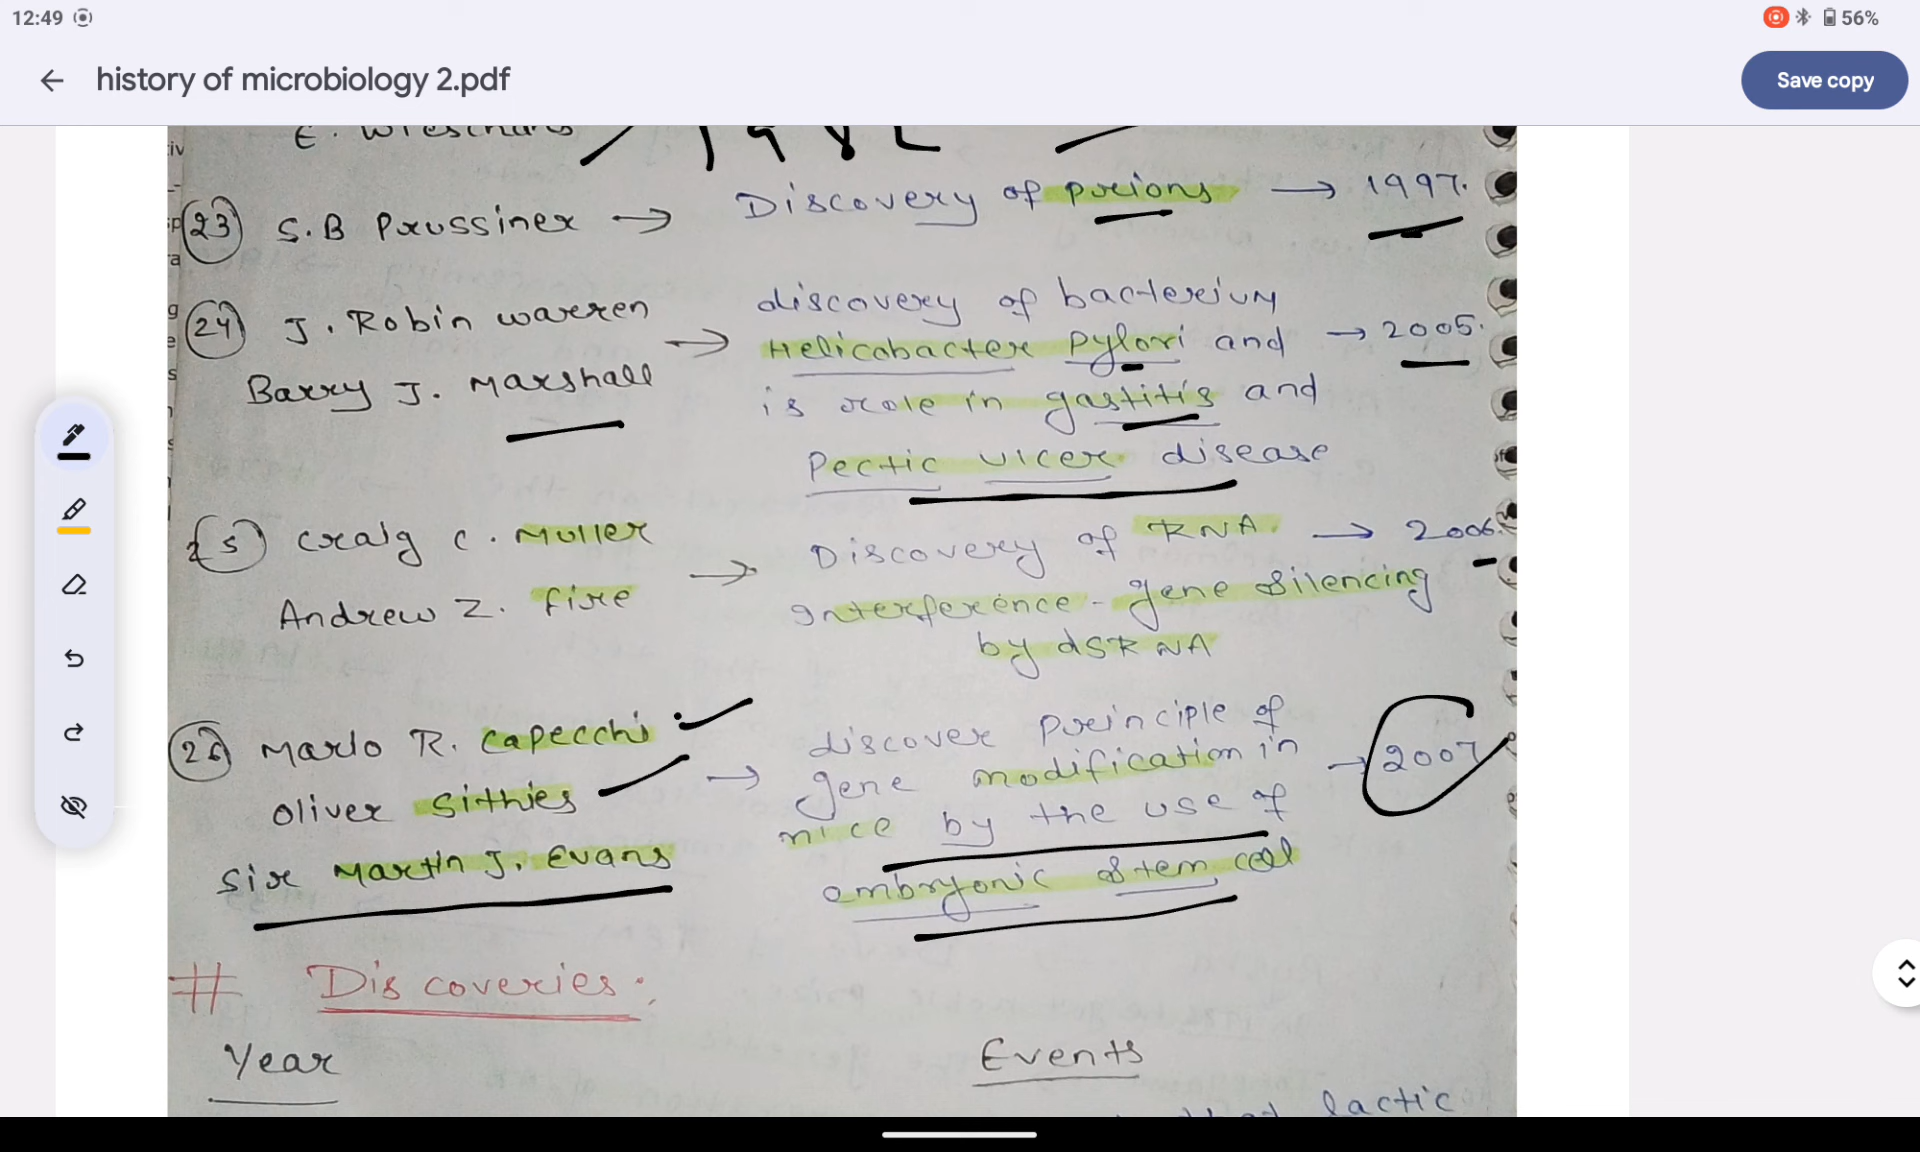 12:49
56%
history of microbiology 2.pdf
Save copy
E. Wieschaus
(23) S.B Prussiner → Discovery of prions → 1997.
(24) J. Robin warren
Barry J. Marshall
→ discovery of bacterium
Helicobacter pylori and → 2005.
is role in gastitis and
Pectic ulcer disease
(25) Craig C. Muller
Andrew Z. fire
→ Discovery of RNA → 2006.
Interference - gene silencing
by dsRNA
(26) Marlo R. Capecchi
Oliver Sithies
Sir Martin J. Evans
→ discover principle of
gene modification in → 2007
mice by the use of
embryonic stem cell
# Discoveries:
Year Events
lactic